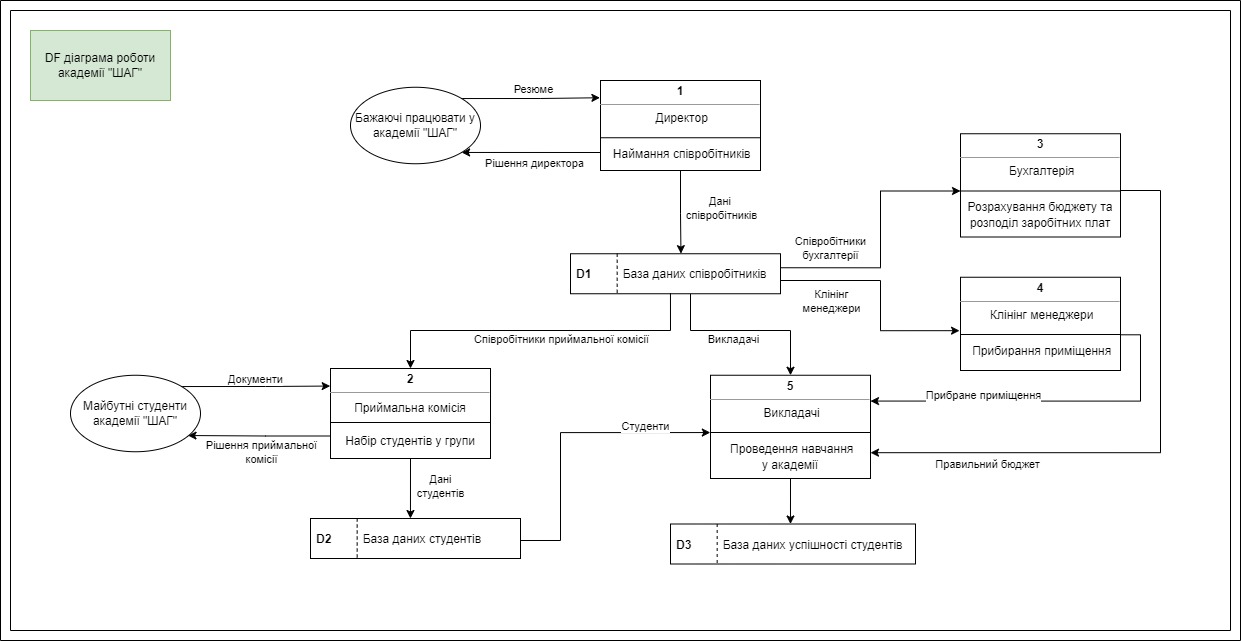 DF діаграма роботи
академії "ШАГ"
Бажаючі працювати у
академії "ШАГ"
Резюме
Рішення директора
1
Директор
Наймання співробітників
Дані
співробітників
3
Бухгалтерія
Розрахування бюджету та
розподіл заробітних плат
D1
База даних співробітників
Співробітники
бухгалтерії
Клінінг
менеджери
4
Клінінг менеджери
Прибирання приміщення
Співробітники приймальної комісії
Викладачі
Майбутні студенти
академії "ШАГ"
Документи
Рішення приймальної
комісії
2
Приймальна комісія
Набір студентів у групи
Дані
студентів
Студенти
5
Викладачі
Проведення навчання
у академії
Прибране приміщення
Правильний бюджет
D2
База даних студентів
D3
База даних успішності студентів